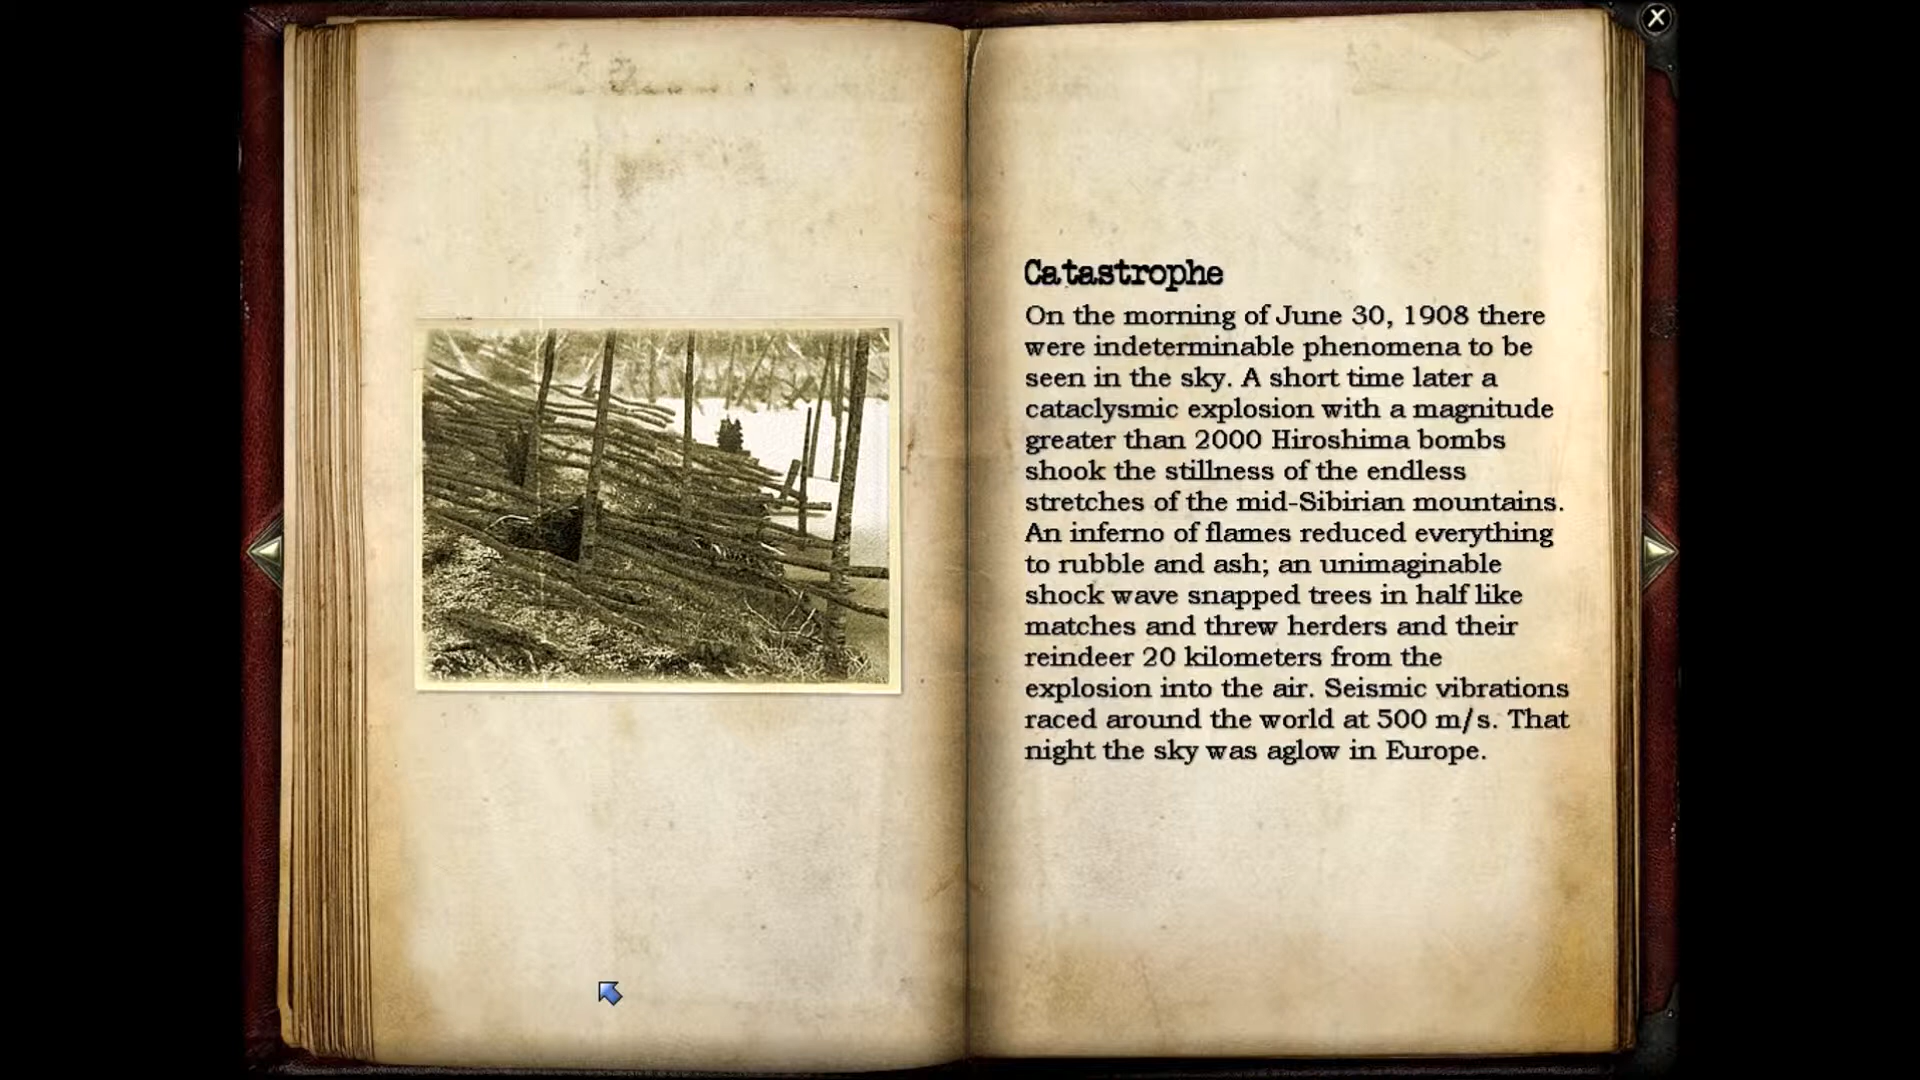 Catastrophe
On the morning of June 30, 1908 there
were indeterminable phenomena to be
seen in the sky. A short time later a
cataclysmic explosion with a magnitude
greater than 2000 Hiroshima bombs
shook the stillness of the endless
stretches of the mid-Sibirian mountains.
An inferno of flames reduced everything
to rubble and ash; an unimaginable
shock wave snapped trees in half like
matches and threw herders and their
reindeer 20 kilometers from the
explosion into the air. Seismic vibrations
raced around the world at 500 m/s. That
night the sky was aglow in Europe.